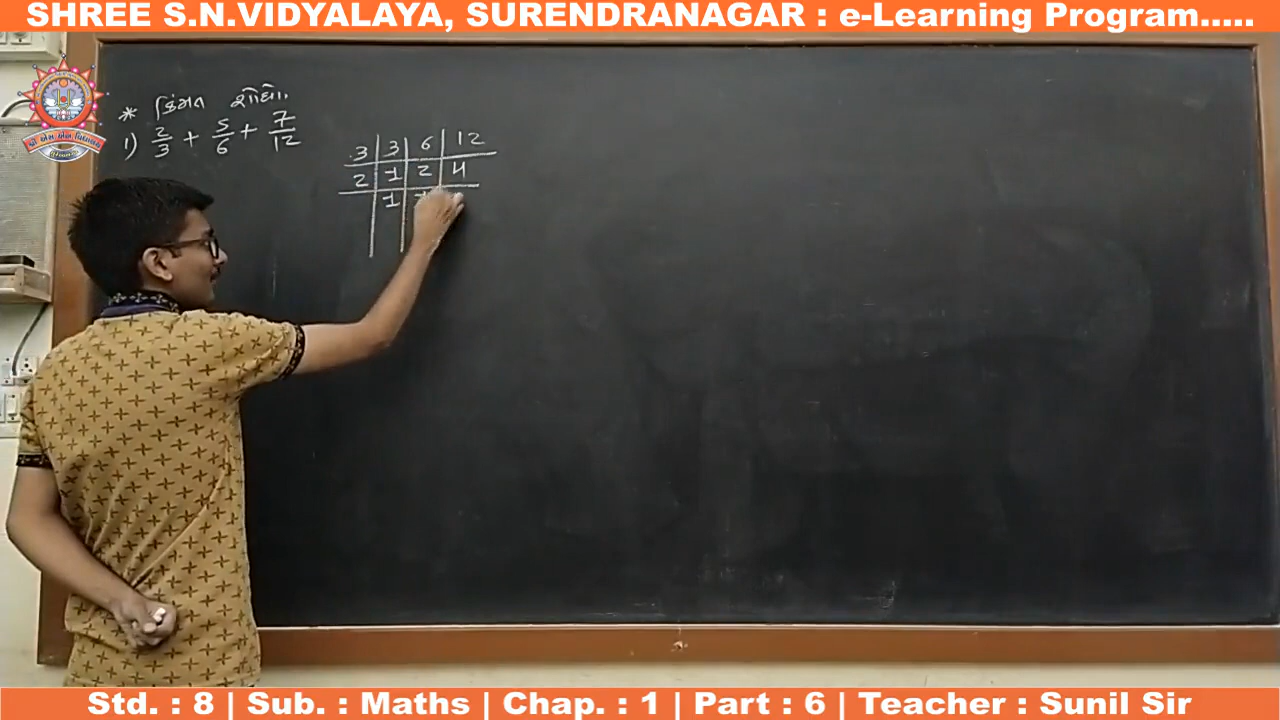 SHREE S.N.VIDYALAYA, SURENDRANAGAR : e-Learning Program.....
* કિંમત શોધો.
1) 2/3 + 5/6 + 7/12
3 | 3 | 6 | 12
2 | 1 | 2 | 4
1 | 1
Std. : 8 | Sub. : Maths | Chap. : 1 | Part : 6 | Teacher : Sunil Sir